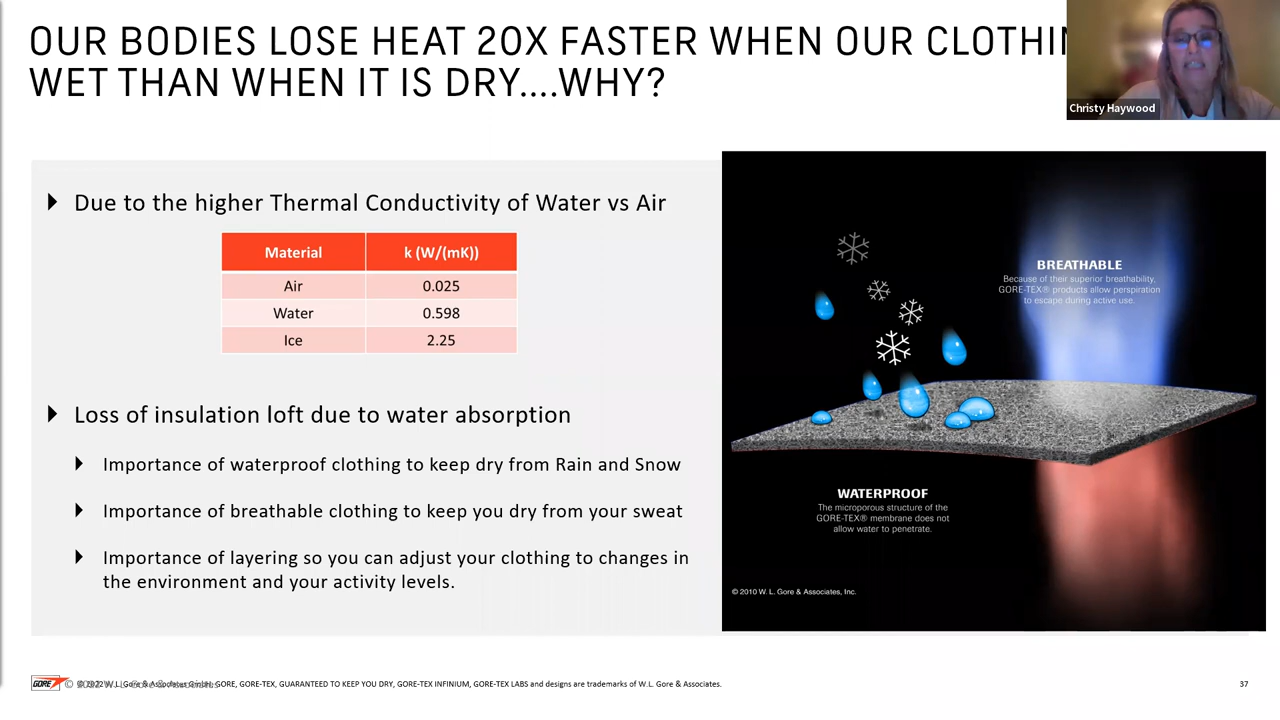 OUR BODIES LOSE HEAT 20X FASTER WHEN OUR CLOTHIN
WET THAN WHEN IT IS DRY....WHY?
Christy Haywood
Due to the higher Thermal Conductivity of Water vs Air
Material k (W/(mK))
Air 0.025
Water 0.598
Ice 2.25
Loss of insulation loft due to water absorption
Importance of waterproof clothing to keep dry from Rain and Snow
Importance of breathable clothing to keep you dry from your sweat
Importance of layering so you can adjust your clothing to changes in
the environment and your activity levels.
BREATHABLE
Because of their superior breathability,
GORE-TEX® products allow perspiration
to escape during active use.
WATERPROOF
The microporous structure of the
GORE-TEX® membrane does not
allow water to penetrate.
© 2010 W. L. Gore & Associates, Inc.
GORE
GORE, GORE-TEX, GUARANTEED TO KEEP YOU DRY, GORE-TEX INFINIUM, GORE-TEX LABS and designs are trademarks of W.L. Gore & Associates.
37